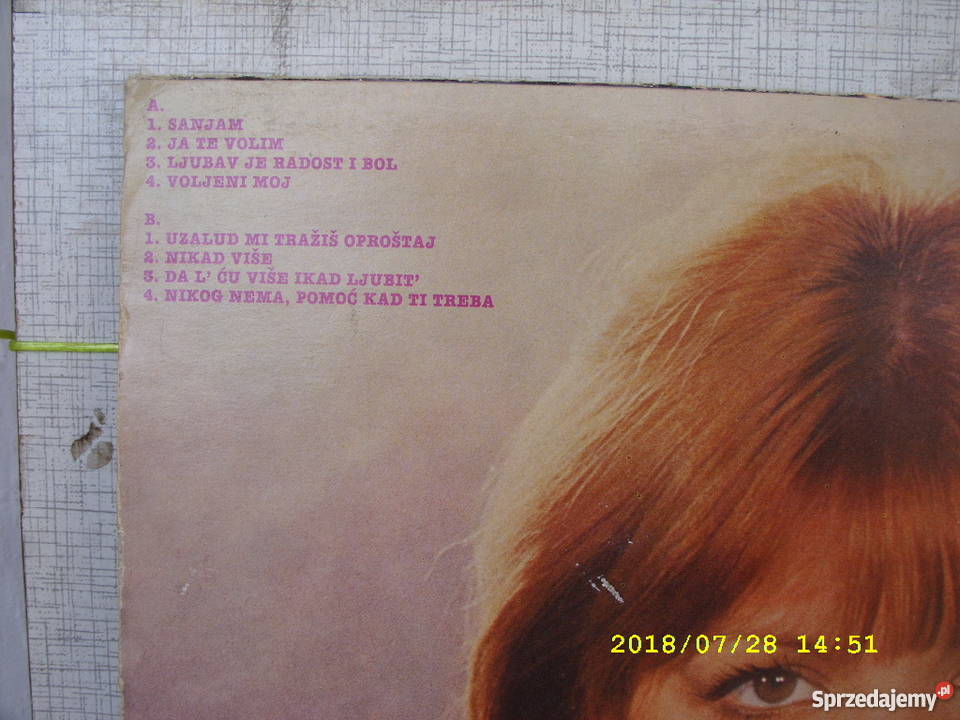 A.
1. SANJAM
2. JA TE VOLIM
3. LJUBAV JE RADOST I BOL
4. VOLJENI MOJ
B.
1. UZALUD MI TRAŽIŠ OPROŠTAJ
2. NIKAD VIŠE
3. DA L' ĆU VIŠE IKAD LJUBIT'
4. NIKOG NEMA, POMOĆ KAD TI TREBA
2018/07/28 14:51
Sprzedajemy.pl